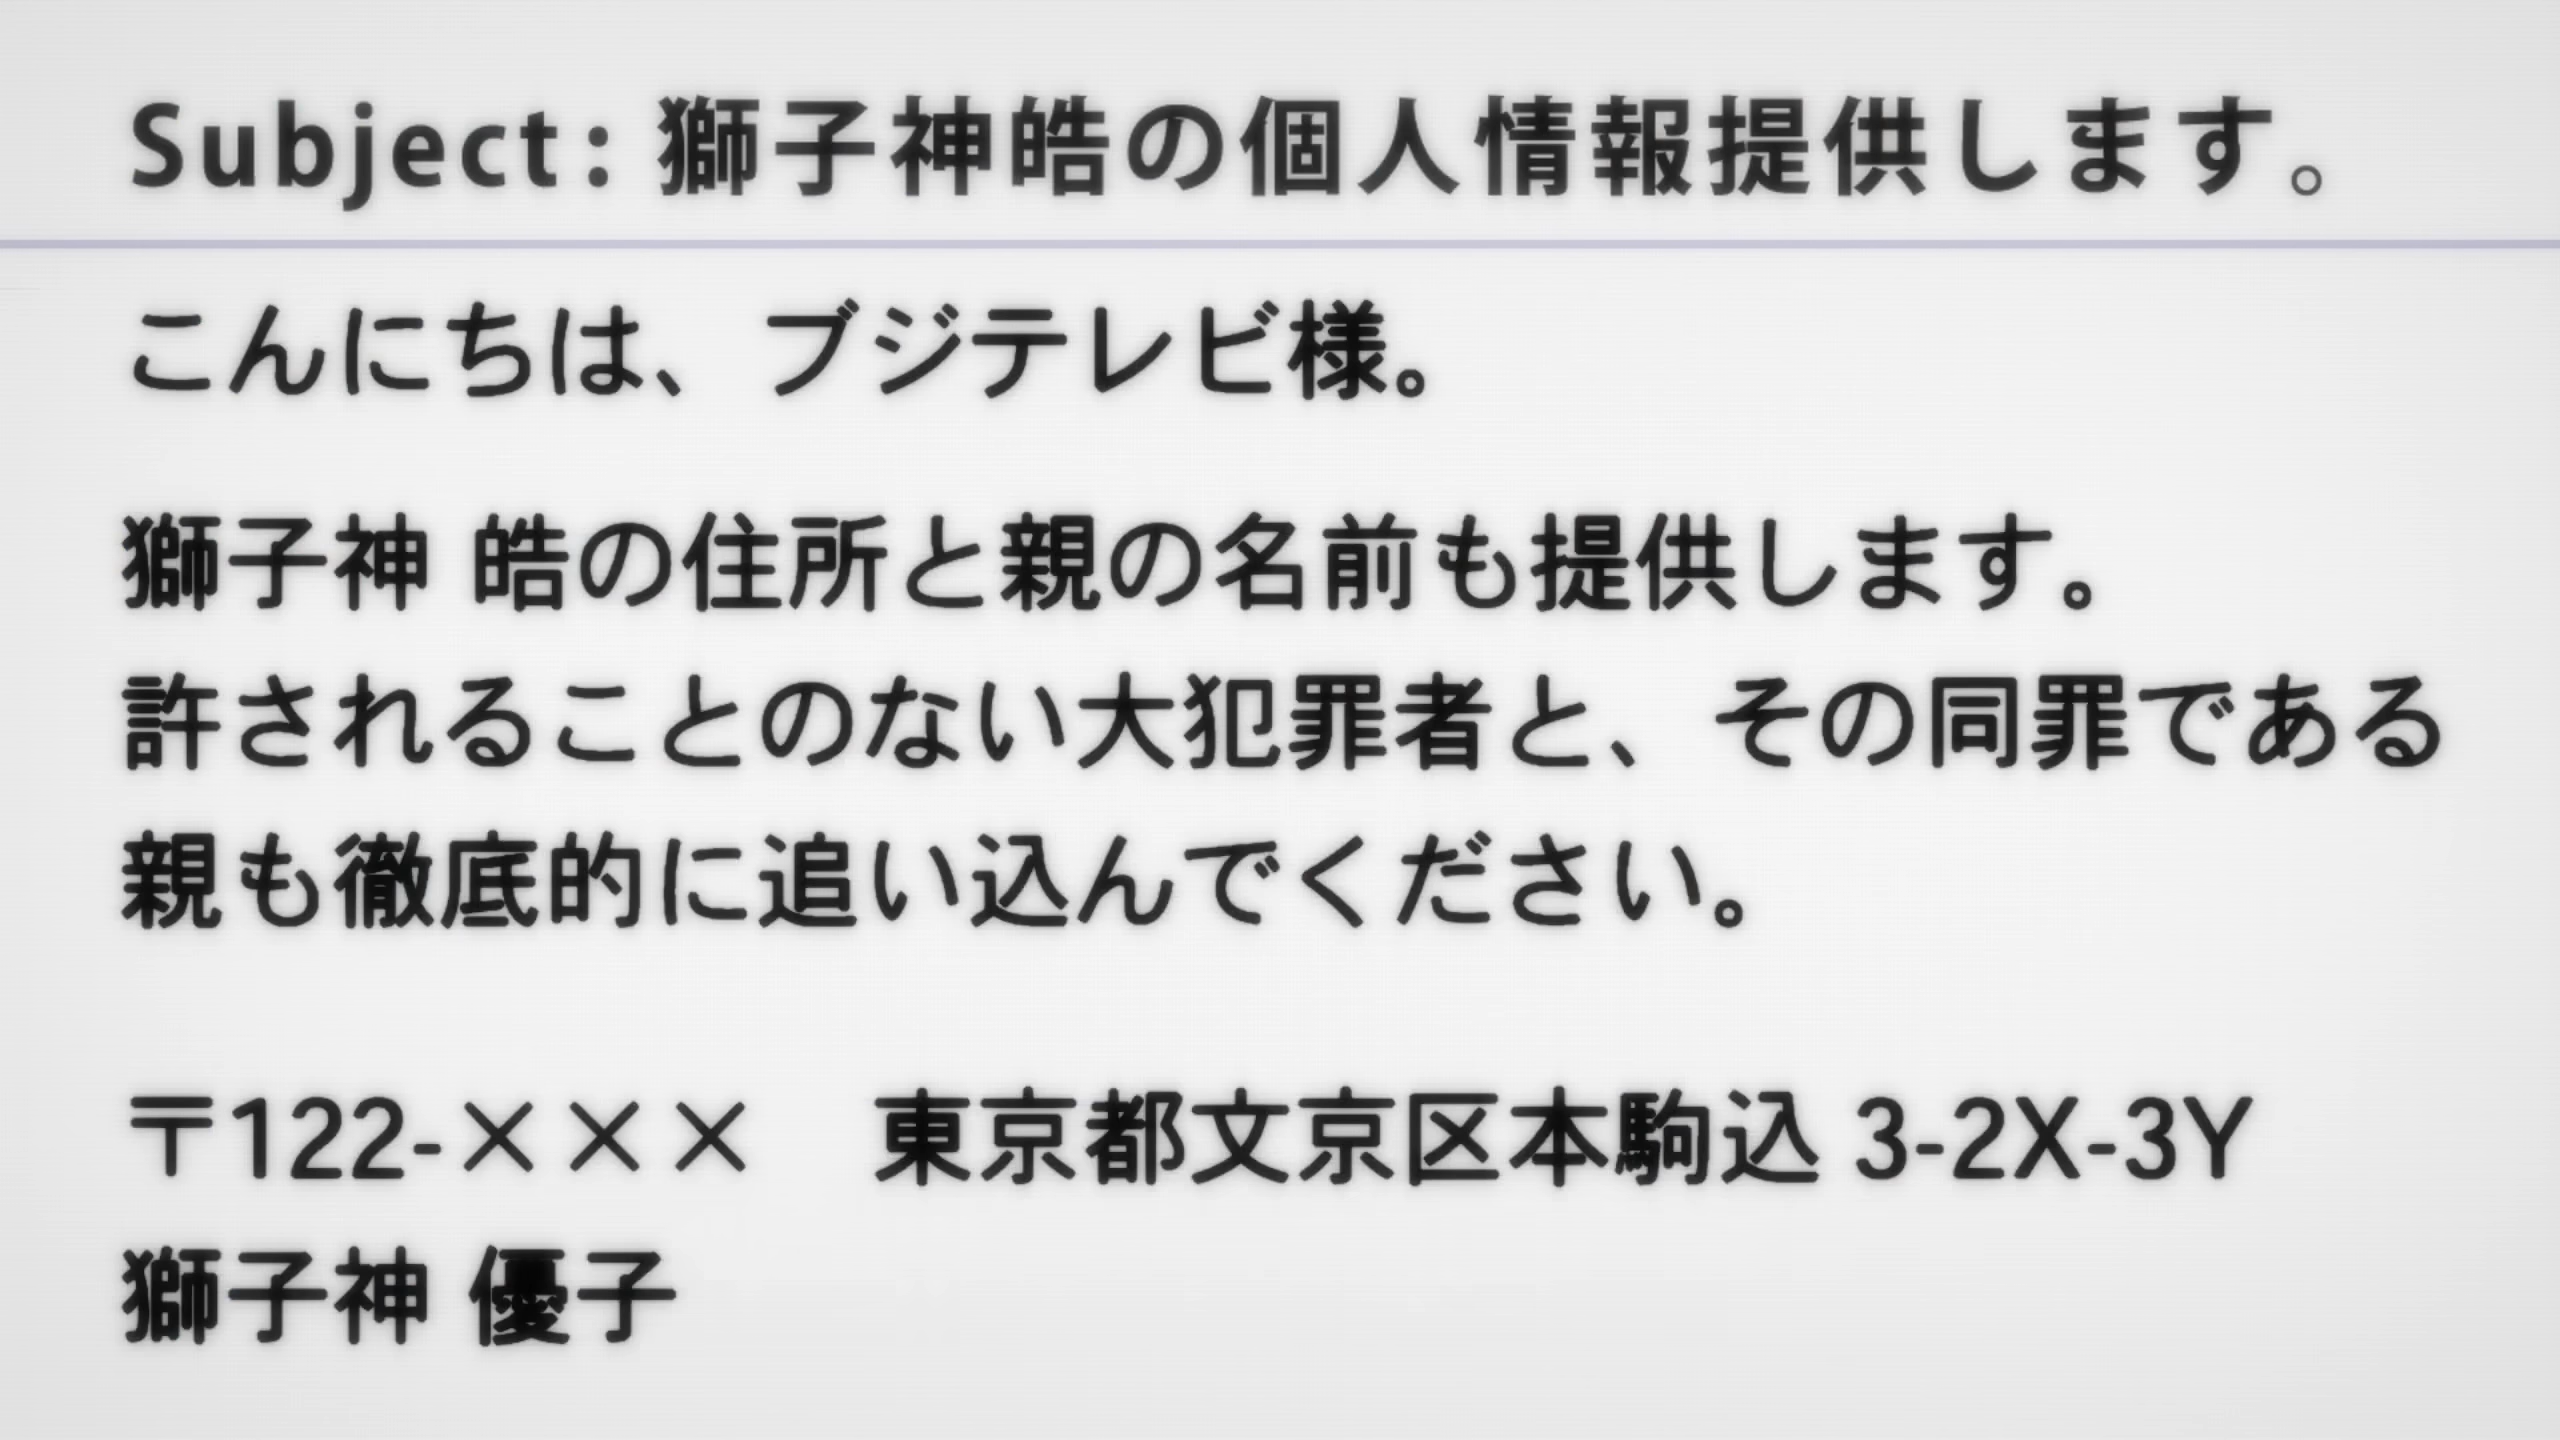 Subject: 獅子神皓の個人情報提供します。
こんにちは、ブジテレビ様。
獅子神 皓の住所と親の名前も提供します。
許されることのない大犯罪者と、その同罪である
親も徹底的に追い込んでください。
〒122-××× 東京都文京区本駒込 3-2X-3Y
獅子神 優子